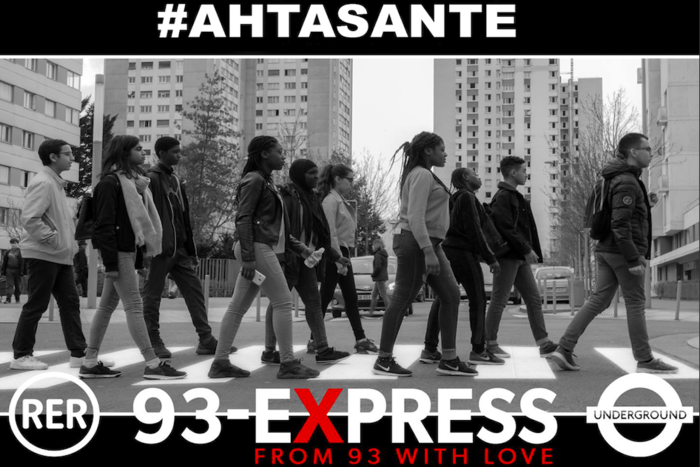 #AHTASANTE
RER
93-EXPRESS
UNDERGROUND
FROM 93 WITH LOVE